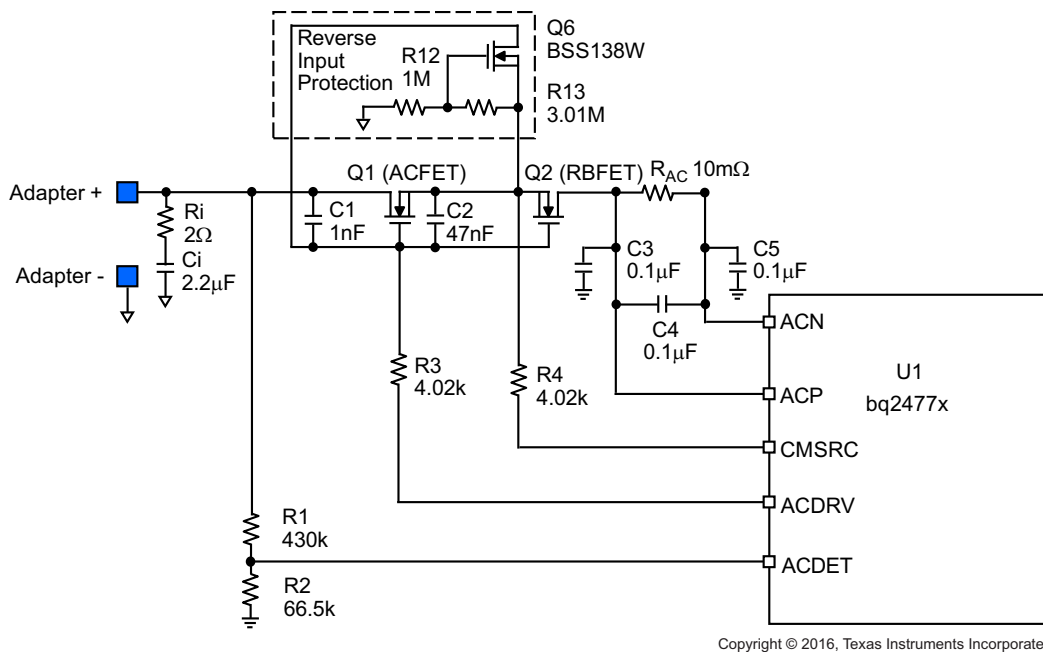 Reverse
Input
Protection
R12
1M
Q6
BSS138W
R13
3.01M
Adapter +
Ri
2Ω
Ci
2.2µF
Adapter -
C1
1nF
Q1 (ACFET)
C2
47nF
Q2 (RBFET)
RAC 10mΩ
C3
0.1µF
C5
0.1µF
C4
0.1µF
R3
4.02k
R4
4.02k
R1
430k
R2
66.5k
ACN
ACP
CMSRC
ACDRV
ACDET
U1
bq2477x
Copyright © 2016, Texas Instruments Incorporate